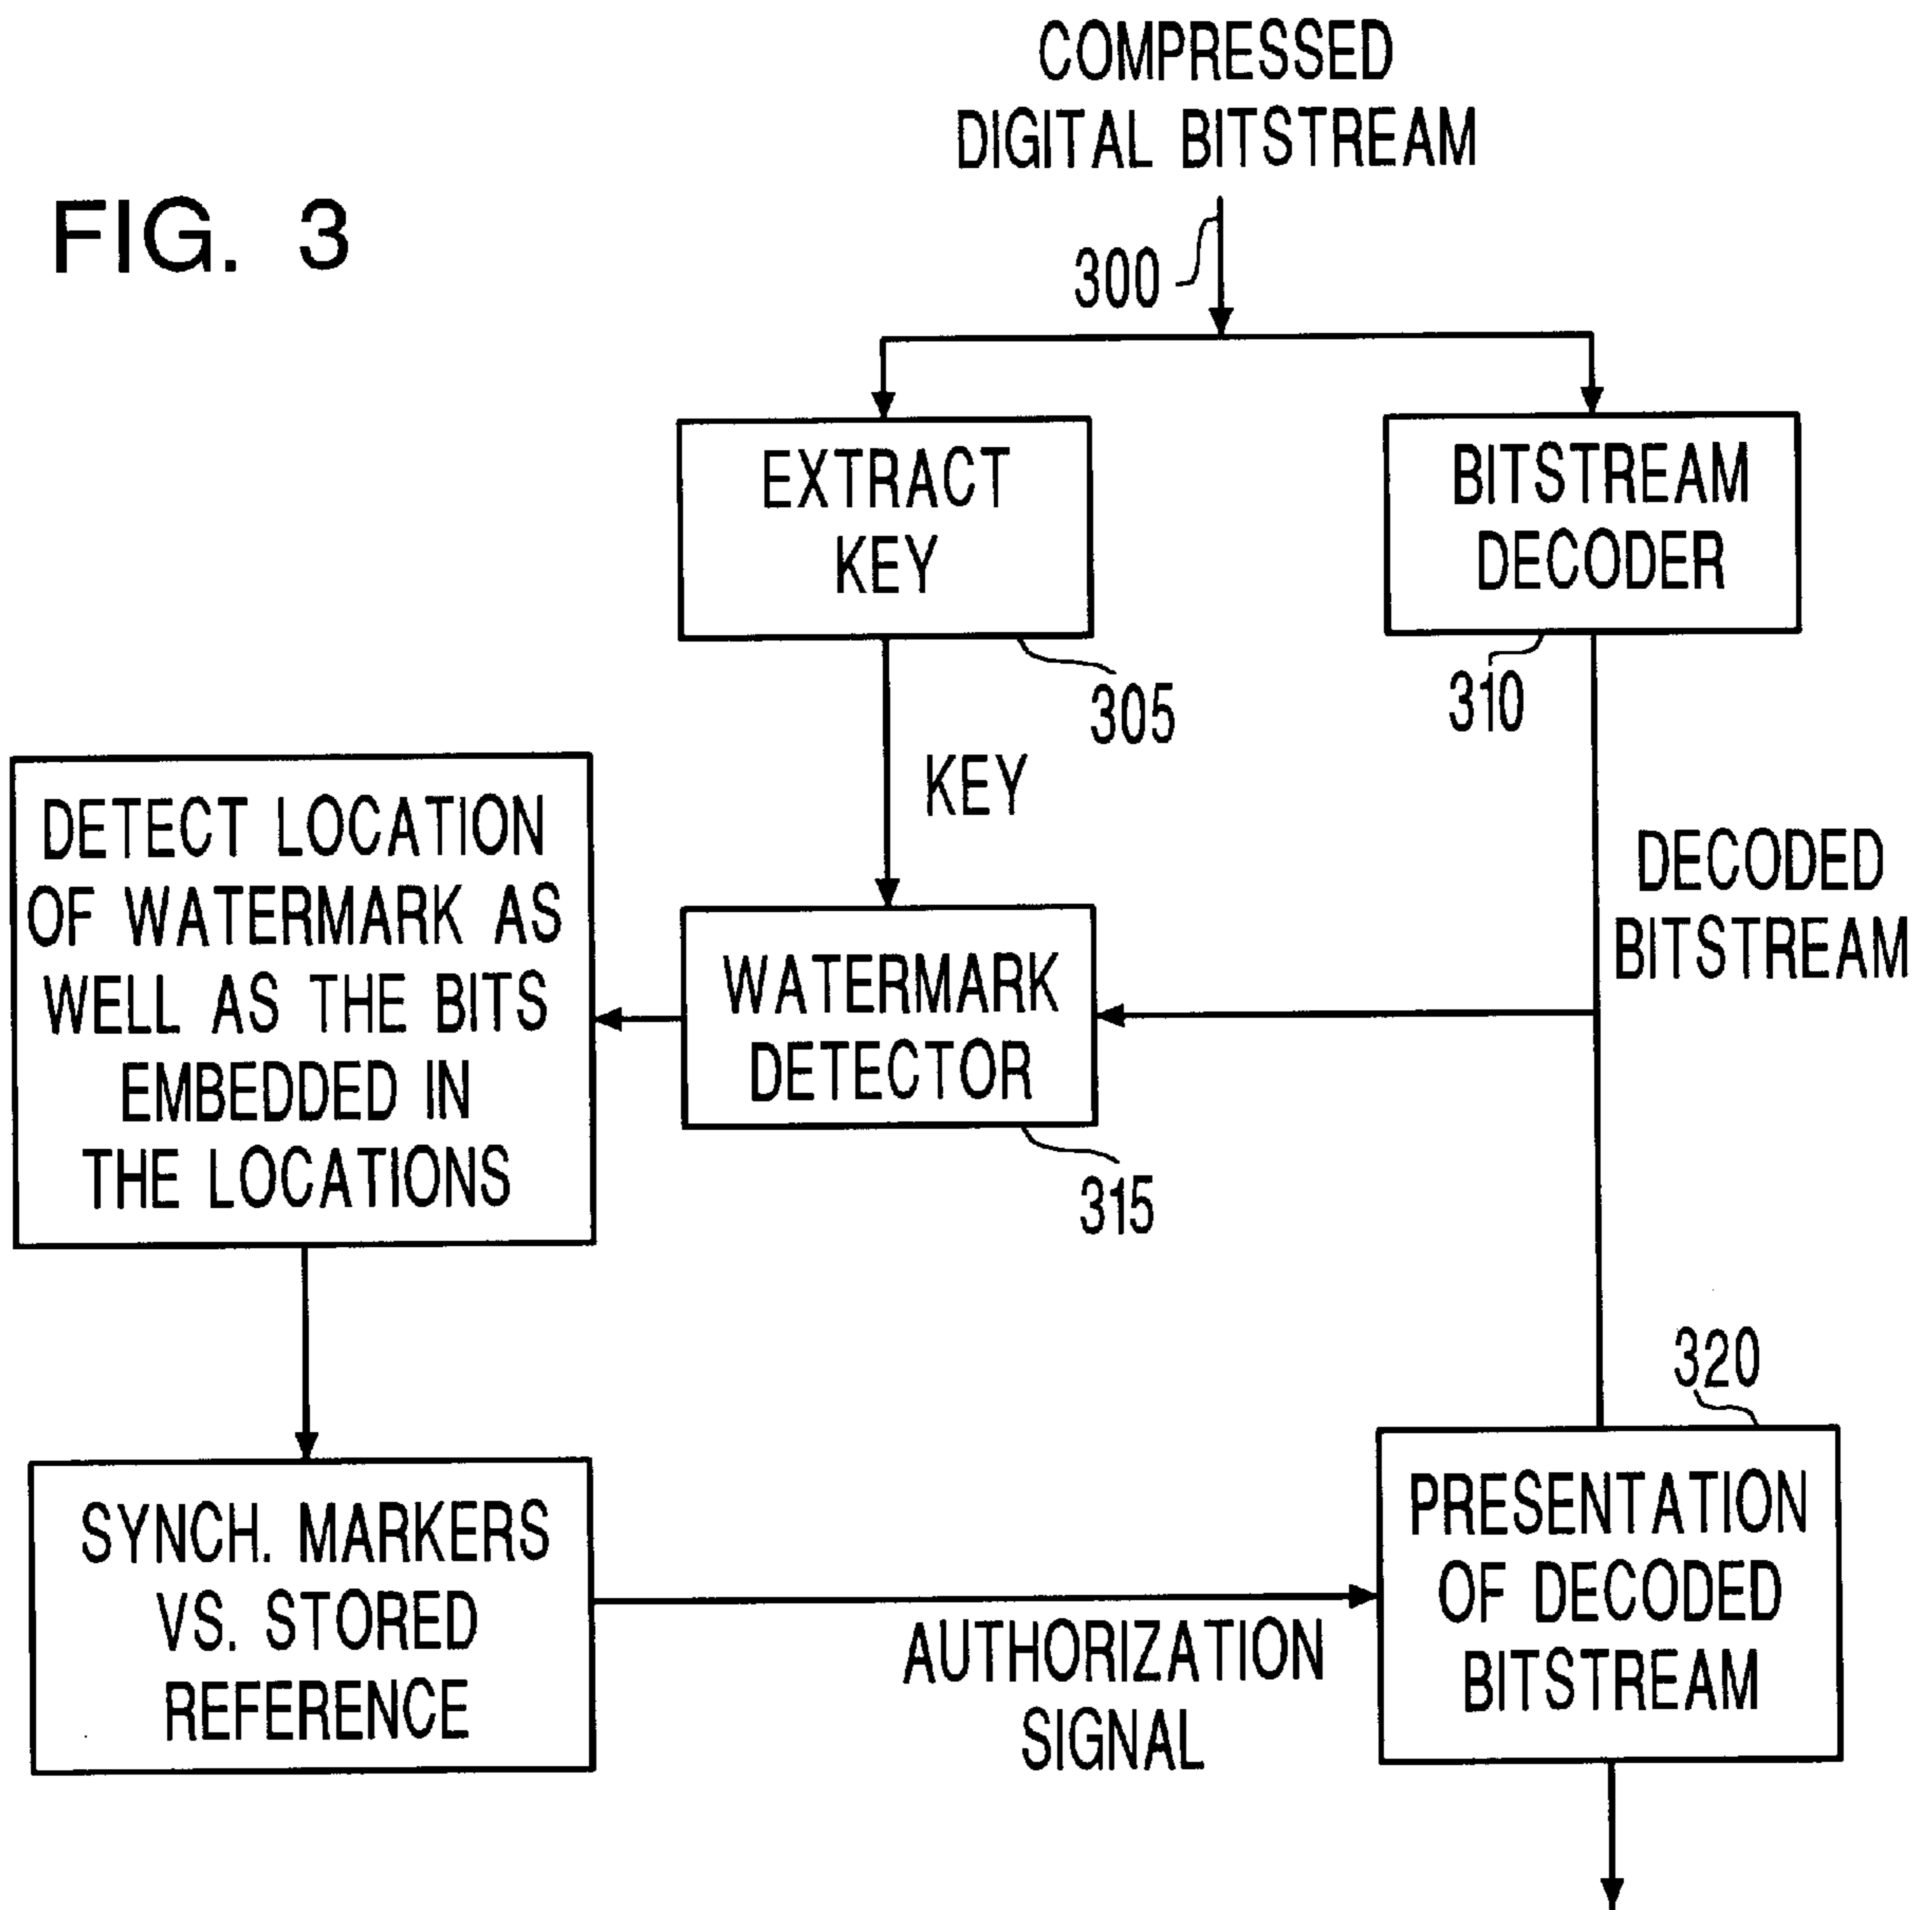 COMPRESSED
DIGITAL BITSTREAM
FIG. 3
300
EXTRACT
KEY
BITSTREAM
DECODER
305
310
KEY
DETECT LOCATION
OF WATERMARK AS
WELL AS THE BITS
EMBEDDED IN
THE LOCATIONS
DECODED
BITSTREAM
WATERMARK
DETECTOR
315
320
SYNCH. MARKERS
VS. STORED
REFERENCE
AUTHORIZATION
SIGNAL
PRESENTATION
OF DECODED
BITSTREAM